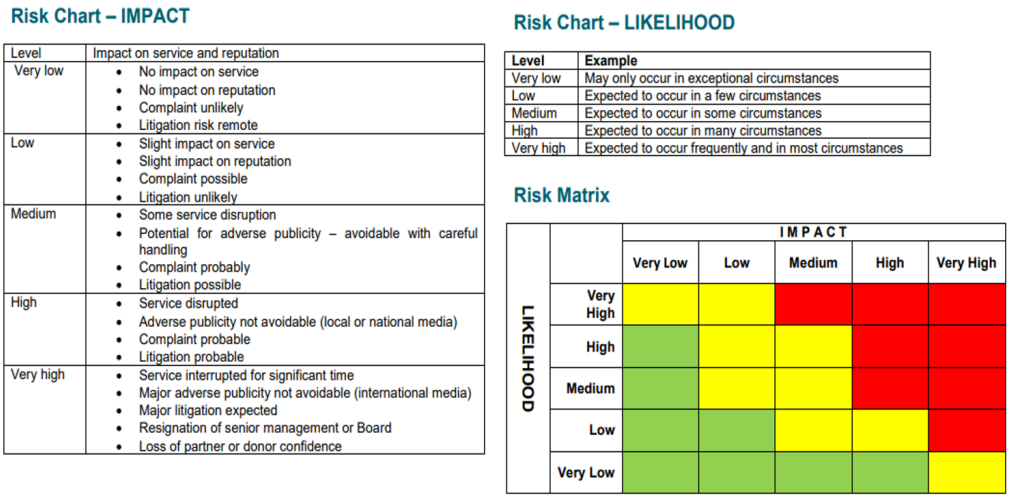 Risk Chart – IMPACT
Level Impact on service and reputation
Very low • No impact on service
• No impact on reputation
• Complaint unlikely
• Litigation risk remote
Low • Slight impact on service
• Slight impact on reputation
• Complaint possible
• Litigation unlikely
Medium • Some service disruption
• Potential for adverse publicity – avoidable with careful
handling
• Complaint probably
• Litigation possible
High • Service disrupted
• Adverse publicity not avoidable (local or national media)
• Complaint probable
• Litigation probable
Very high • Service interrupted for significant time
• Major adverse publicity not avoidable (international media)
• Major litigation expected
• Resignation of senior management or Board
• Loss of partner or donor confidence
Risk Chart – LIKELIHOOD
Level Example
Very low May only occur in exceptional circumstances
Low Expected to occur in a few circumstances
Medium Expected to occur in some circumstances
High Expected to occur in many circumstances
Very high Expected to occur frequently and in most circumstances
Risk Matrix
IMPACT
Very Low Low Medium High Very High
LIKELIHOOD
Very
High
High
Medium
Low
Very Low